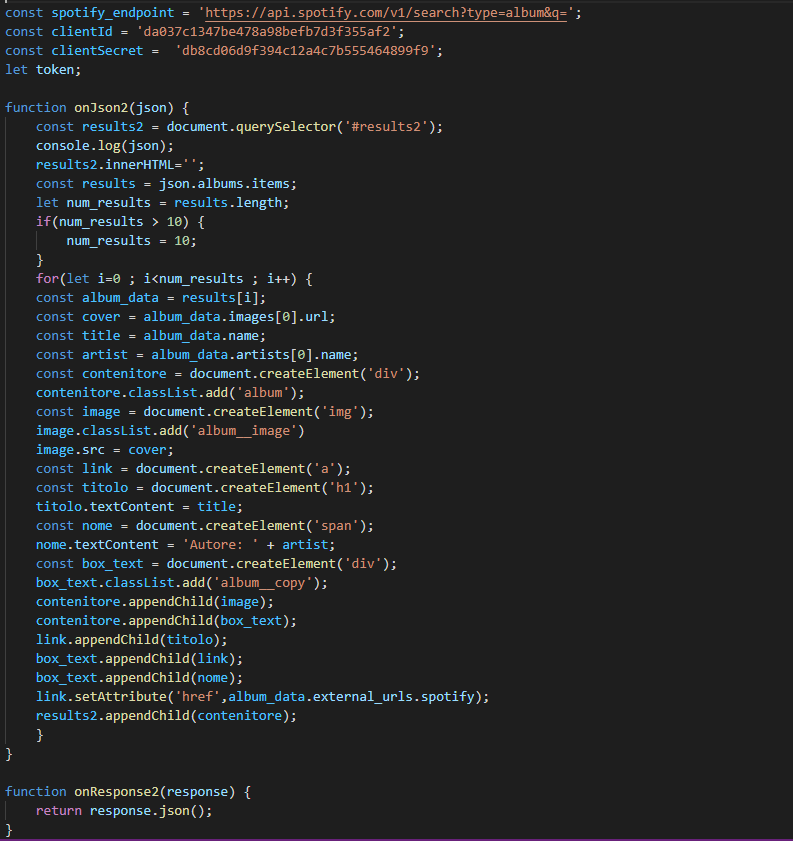 const spotify_endpoint = 'https://api.spotify.com/v1/search?type=album&q=';
const clientId = 'da037c1347be478a98befb7d3f355af2';
const clientSecret =  'db8cd06d9f394c12a4c7b555464899f9';
let token;

function onJson2(json) {
    const results2 = document.querySelector('#results2');
    console.log(json);
    results2.innerHTML='';
    const results = json.albums.items;
    let num_results = results.length;
    if(num_results > 10) {
        num_results = 10;
    }
    for(let i=0 ; i<num_results ; i++) {
    const album_data = results[i];
    const cover = album_data.images[0].url;
    const title = album_data.name;
    const artist = album_data.artists[0].name;
    const contenitore = document.createElement('div');
    contenitore.classList.add('album');
    const image = document.createElement('img');
    image.classList.add('album__image')
    image.src = cover;
    const link = document.createElement('a');
    const titolo = document.createElement('h1');
    titolo.textContent = title;
    const nome = document.createElement('span');
    nome.textContent = 'Autore: ' + artist;
    const box_text = document.createElement('div');
    box_text.classList.add('album__copy');
    contenitore.appendChild(image);
    contenitore.appendChild(box_text);
    link.appendChild(titolo);
    box_text.appendChild(link);
    box_text.appendChild(nome);
    link.setAttribute('href',album_data.external_urls.spotify);
    results2.appendChild(contenitore);
    }
}

function onResponse2(response) {
    return response.json();
}